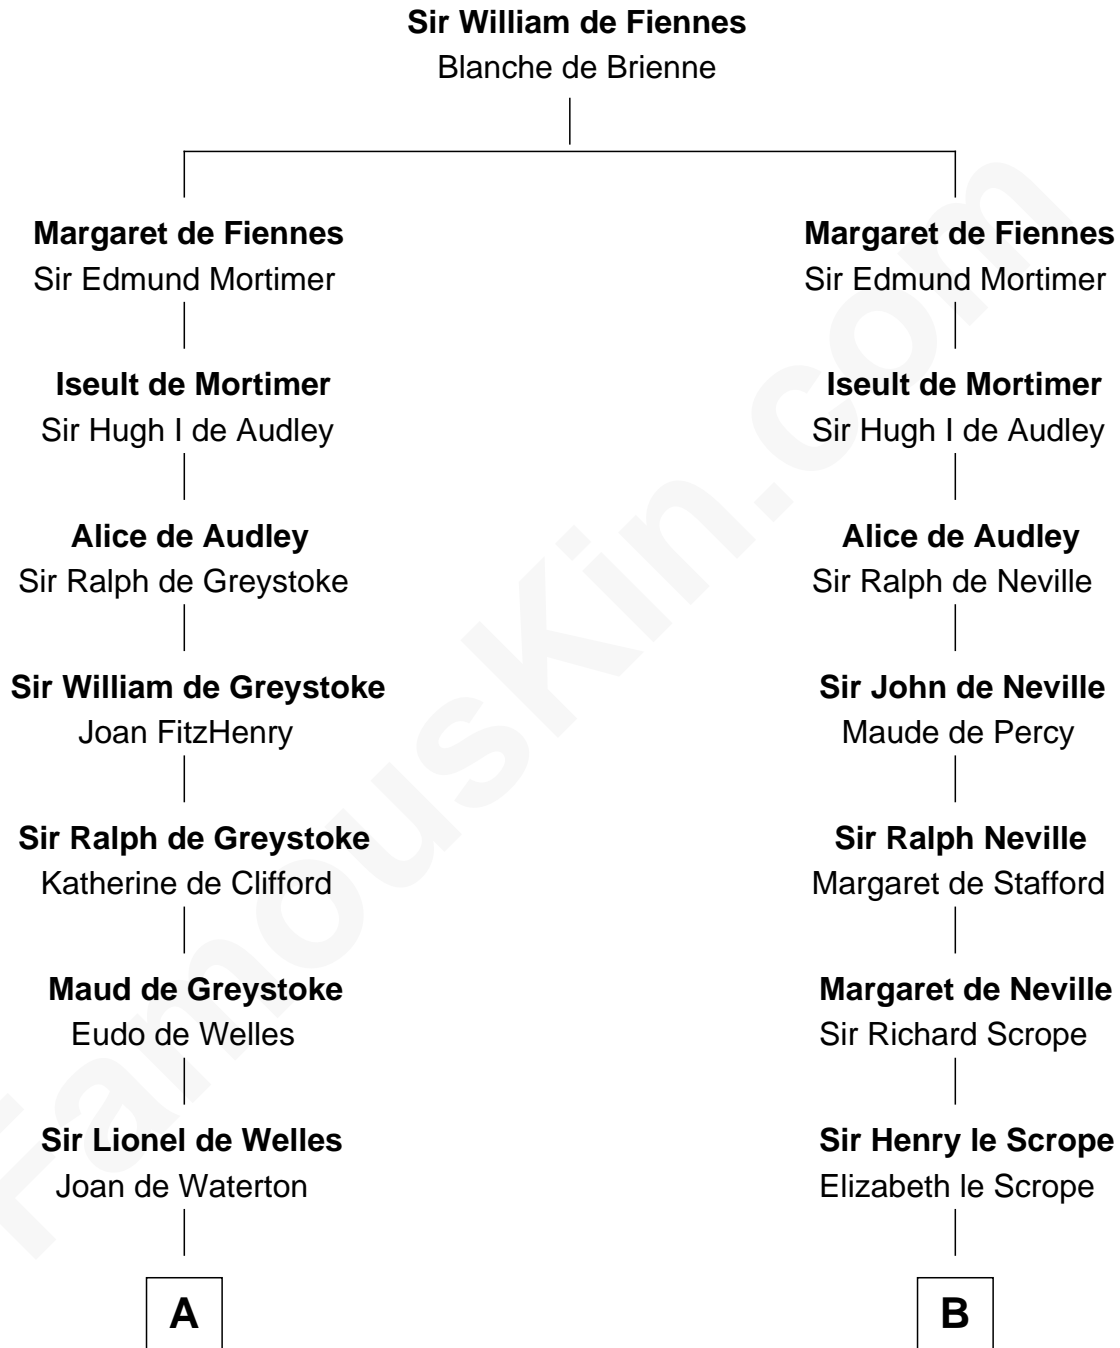 Sir William de Fiennes
Blanche de Brienne
Margaret de Fiennes
Sir Edmund Mortimer
Margaret de Fiennes
Sir Edmund Mortimer
Iseult de Mortimer
Sir Hugh I de Audley
Iseult de Mortimer
Sir Hugh I de Audley
Alice de Audley
Sir Ralph de Greystoke
Alice de Audley
Sir Ralph de Neville
Sir William de Greystoke
Joan FitzHenry
Sir John de Neville
Maude de Percy
Sir Ralph de Greystoke
Katherine de Clifford
Sir Ralph Neville
Margaret de Stafford
Maud de Greystoke
Eudo de Welles
Margaret de Neville
Sir Richard Scrope
Sir Lionel de Welles
Joan de Waterton
Sir Henry le Scrope
Elizabeth le Scrope
A
B
FamousKin.com